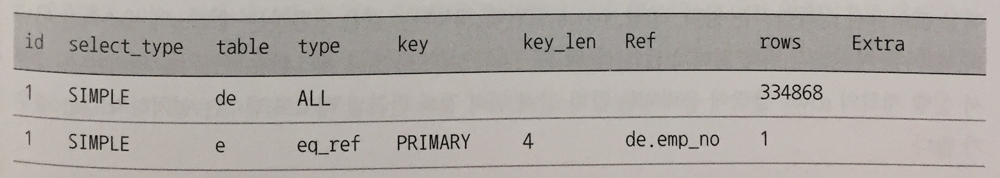 id select_type table type key key_len Ref rows Extra
1 SIMPLE de ALL 334868
1 SIMPLE e eq_ref PRIMARY 4 de.emp_no 1